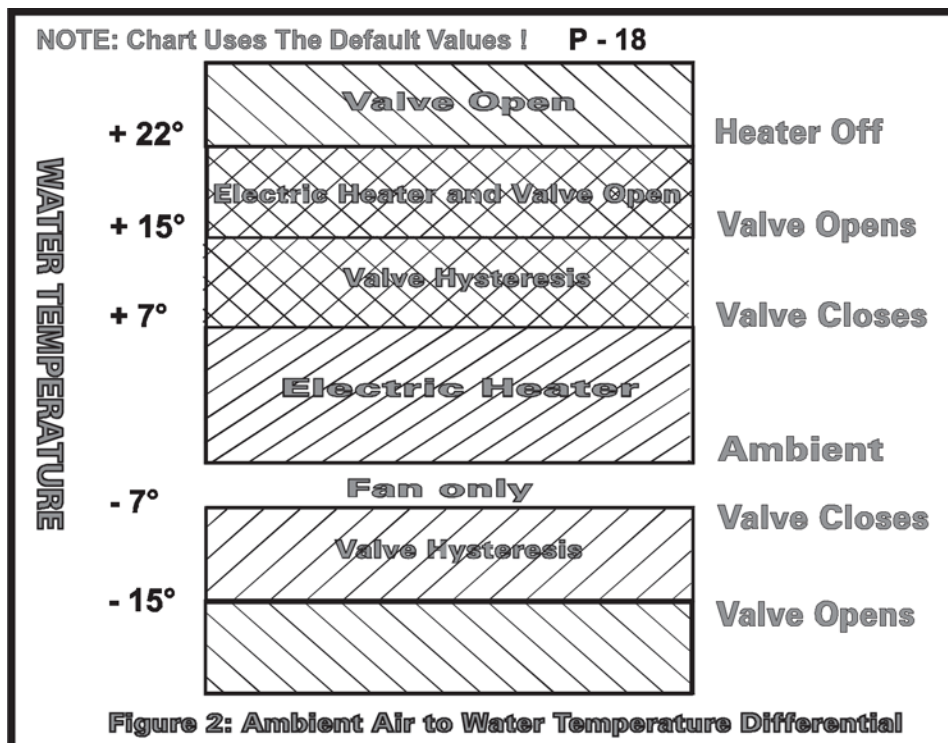 NOTE: Chart Uses The Default Values ! P - 18
Valve Open
+ 22° Heater Off
Electric Heater and Valve Open
+ 15° Valve Opens
Valve Hysteresis
+ 7° Valve Closes
WATER TEMPERATURE
Electric Heater
Ambient
Fan only
- 7° Valve Closes
Valve Hysteresis
- 15° Valve Opens
Figure 2: Ambient Air to Water Temperature Differential